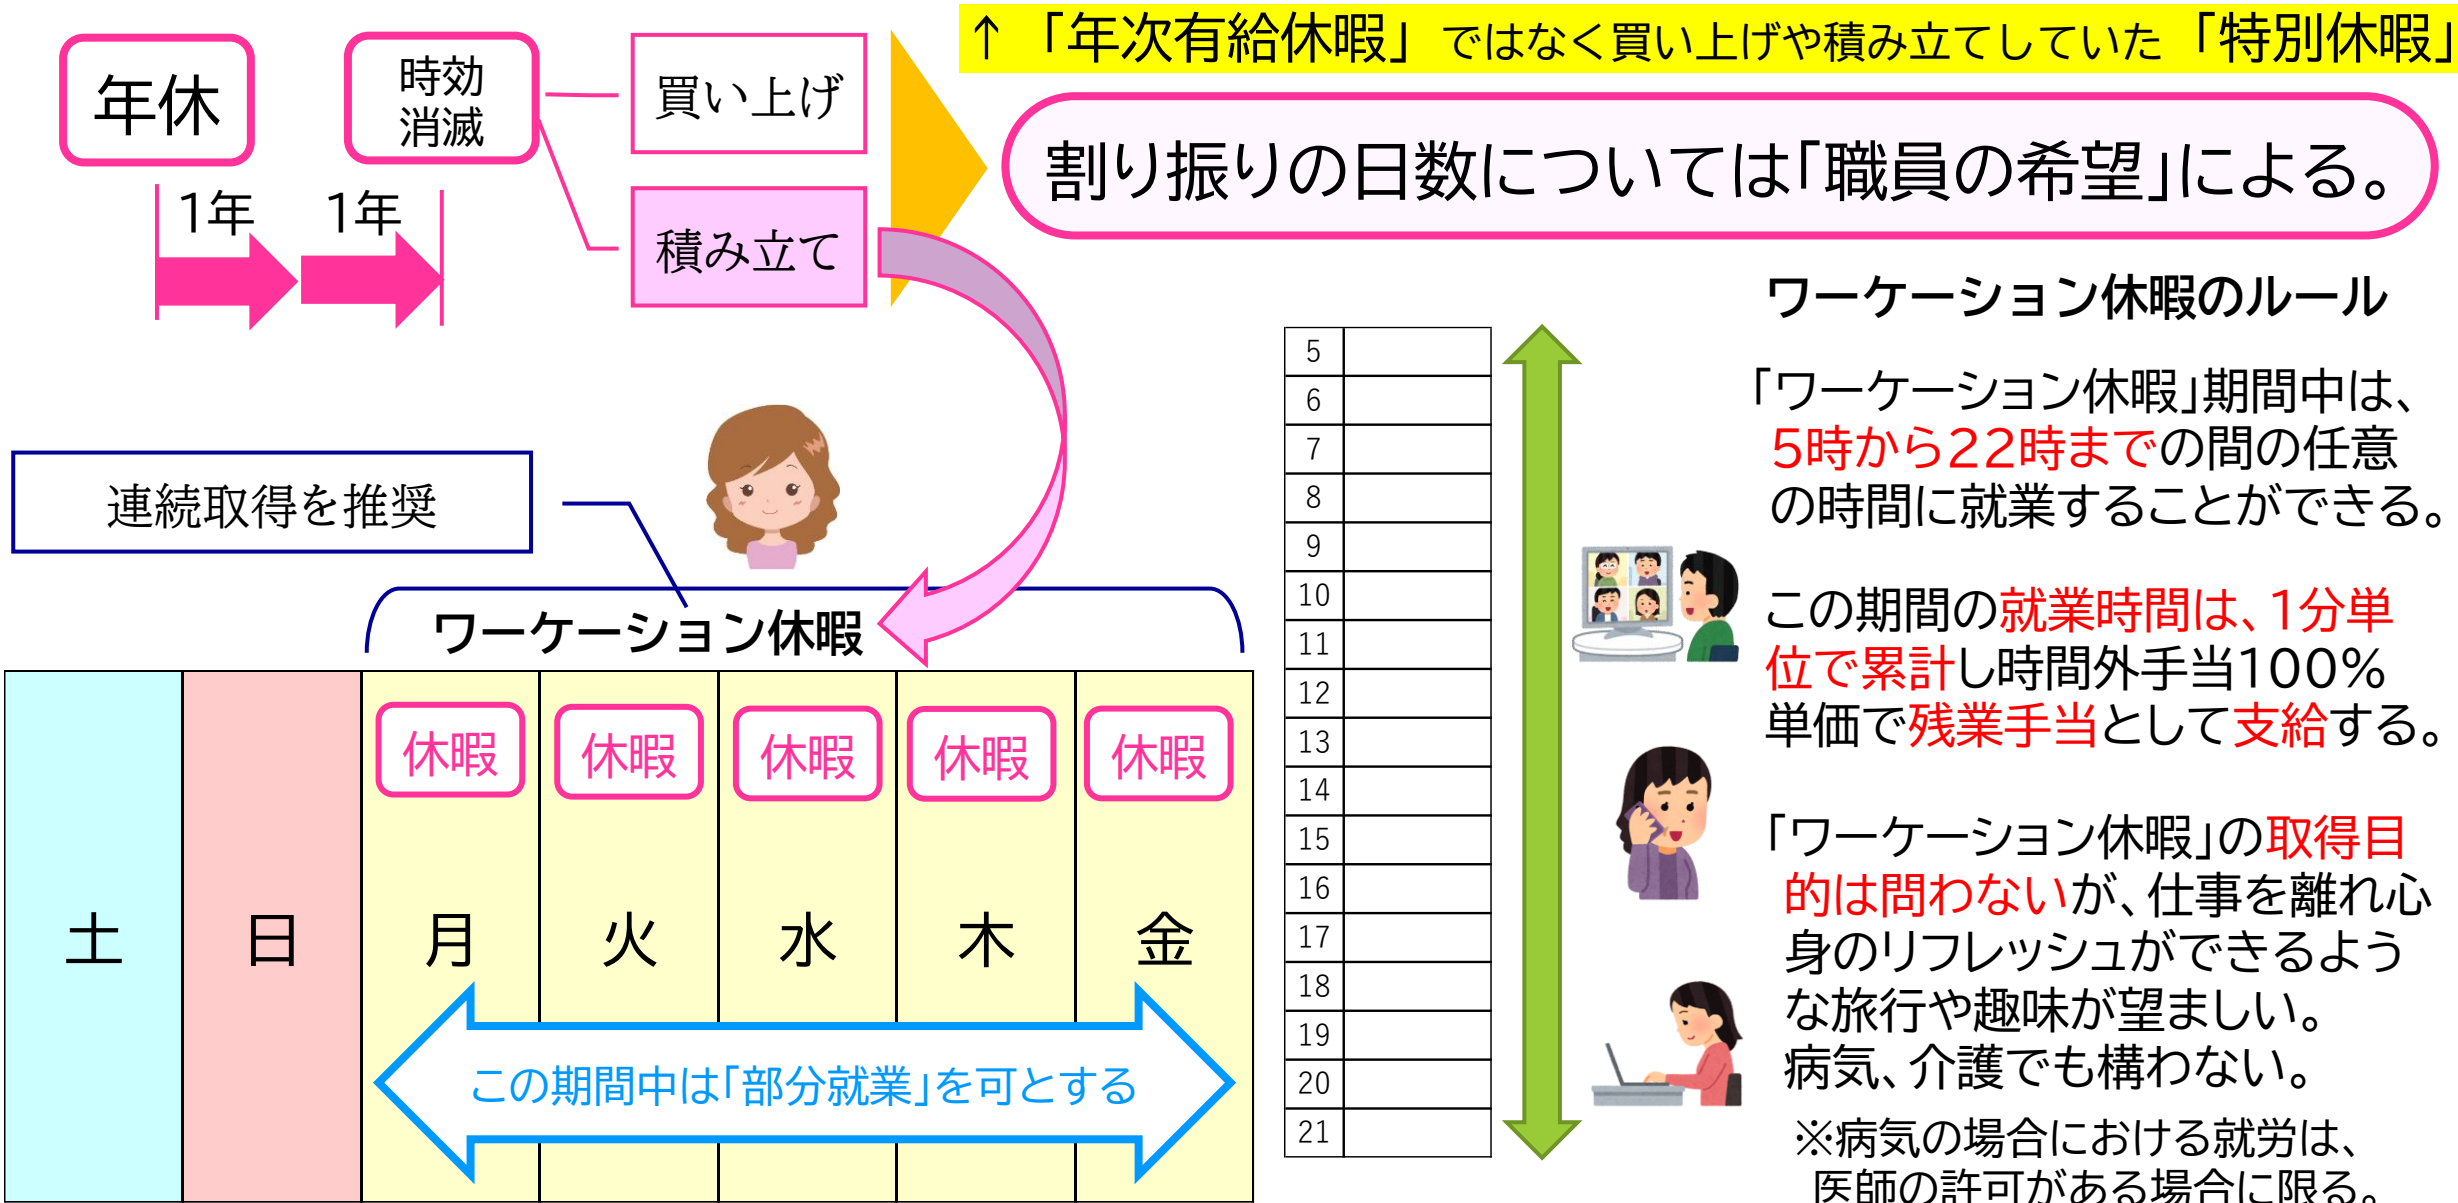 ↑「年次有給休暇」ではなく買い上げや積み立てしていた「特別休暇」
年休
時効
消滅
買い上げ
積み立て
1年
1年
割り振りの日数については「職員の希望」による。
連続取得を推奨
ワーケーション休暇
休暇
休暇
休暇
休暇
休暇
土
日
月
火
水
木
金
この期間中は「部分就業」を可とする
5
6
7
8
9
10
11
12
13
14
15
16
17
18
19
20
21
ワーケーション休暇のルール
「ワーケーション休暇」期間中は、
5時から22時までの間の任意
の時間に就業することができる。
この期間の就業時間は、1分単
位で累計し時間外手当100%
単価で残業手当として支給する。
「ワーケーション休暇」の取得目
的は問わないが、仕事を離れ心
身のリフレッシュができるよう
な旅行や趣味が望ましい。
病気、介護でも構わない。
※病気の場合における就労は、
医師の許可がある場合に限る。